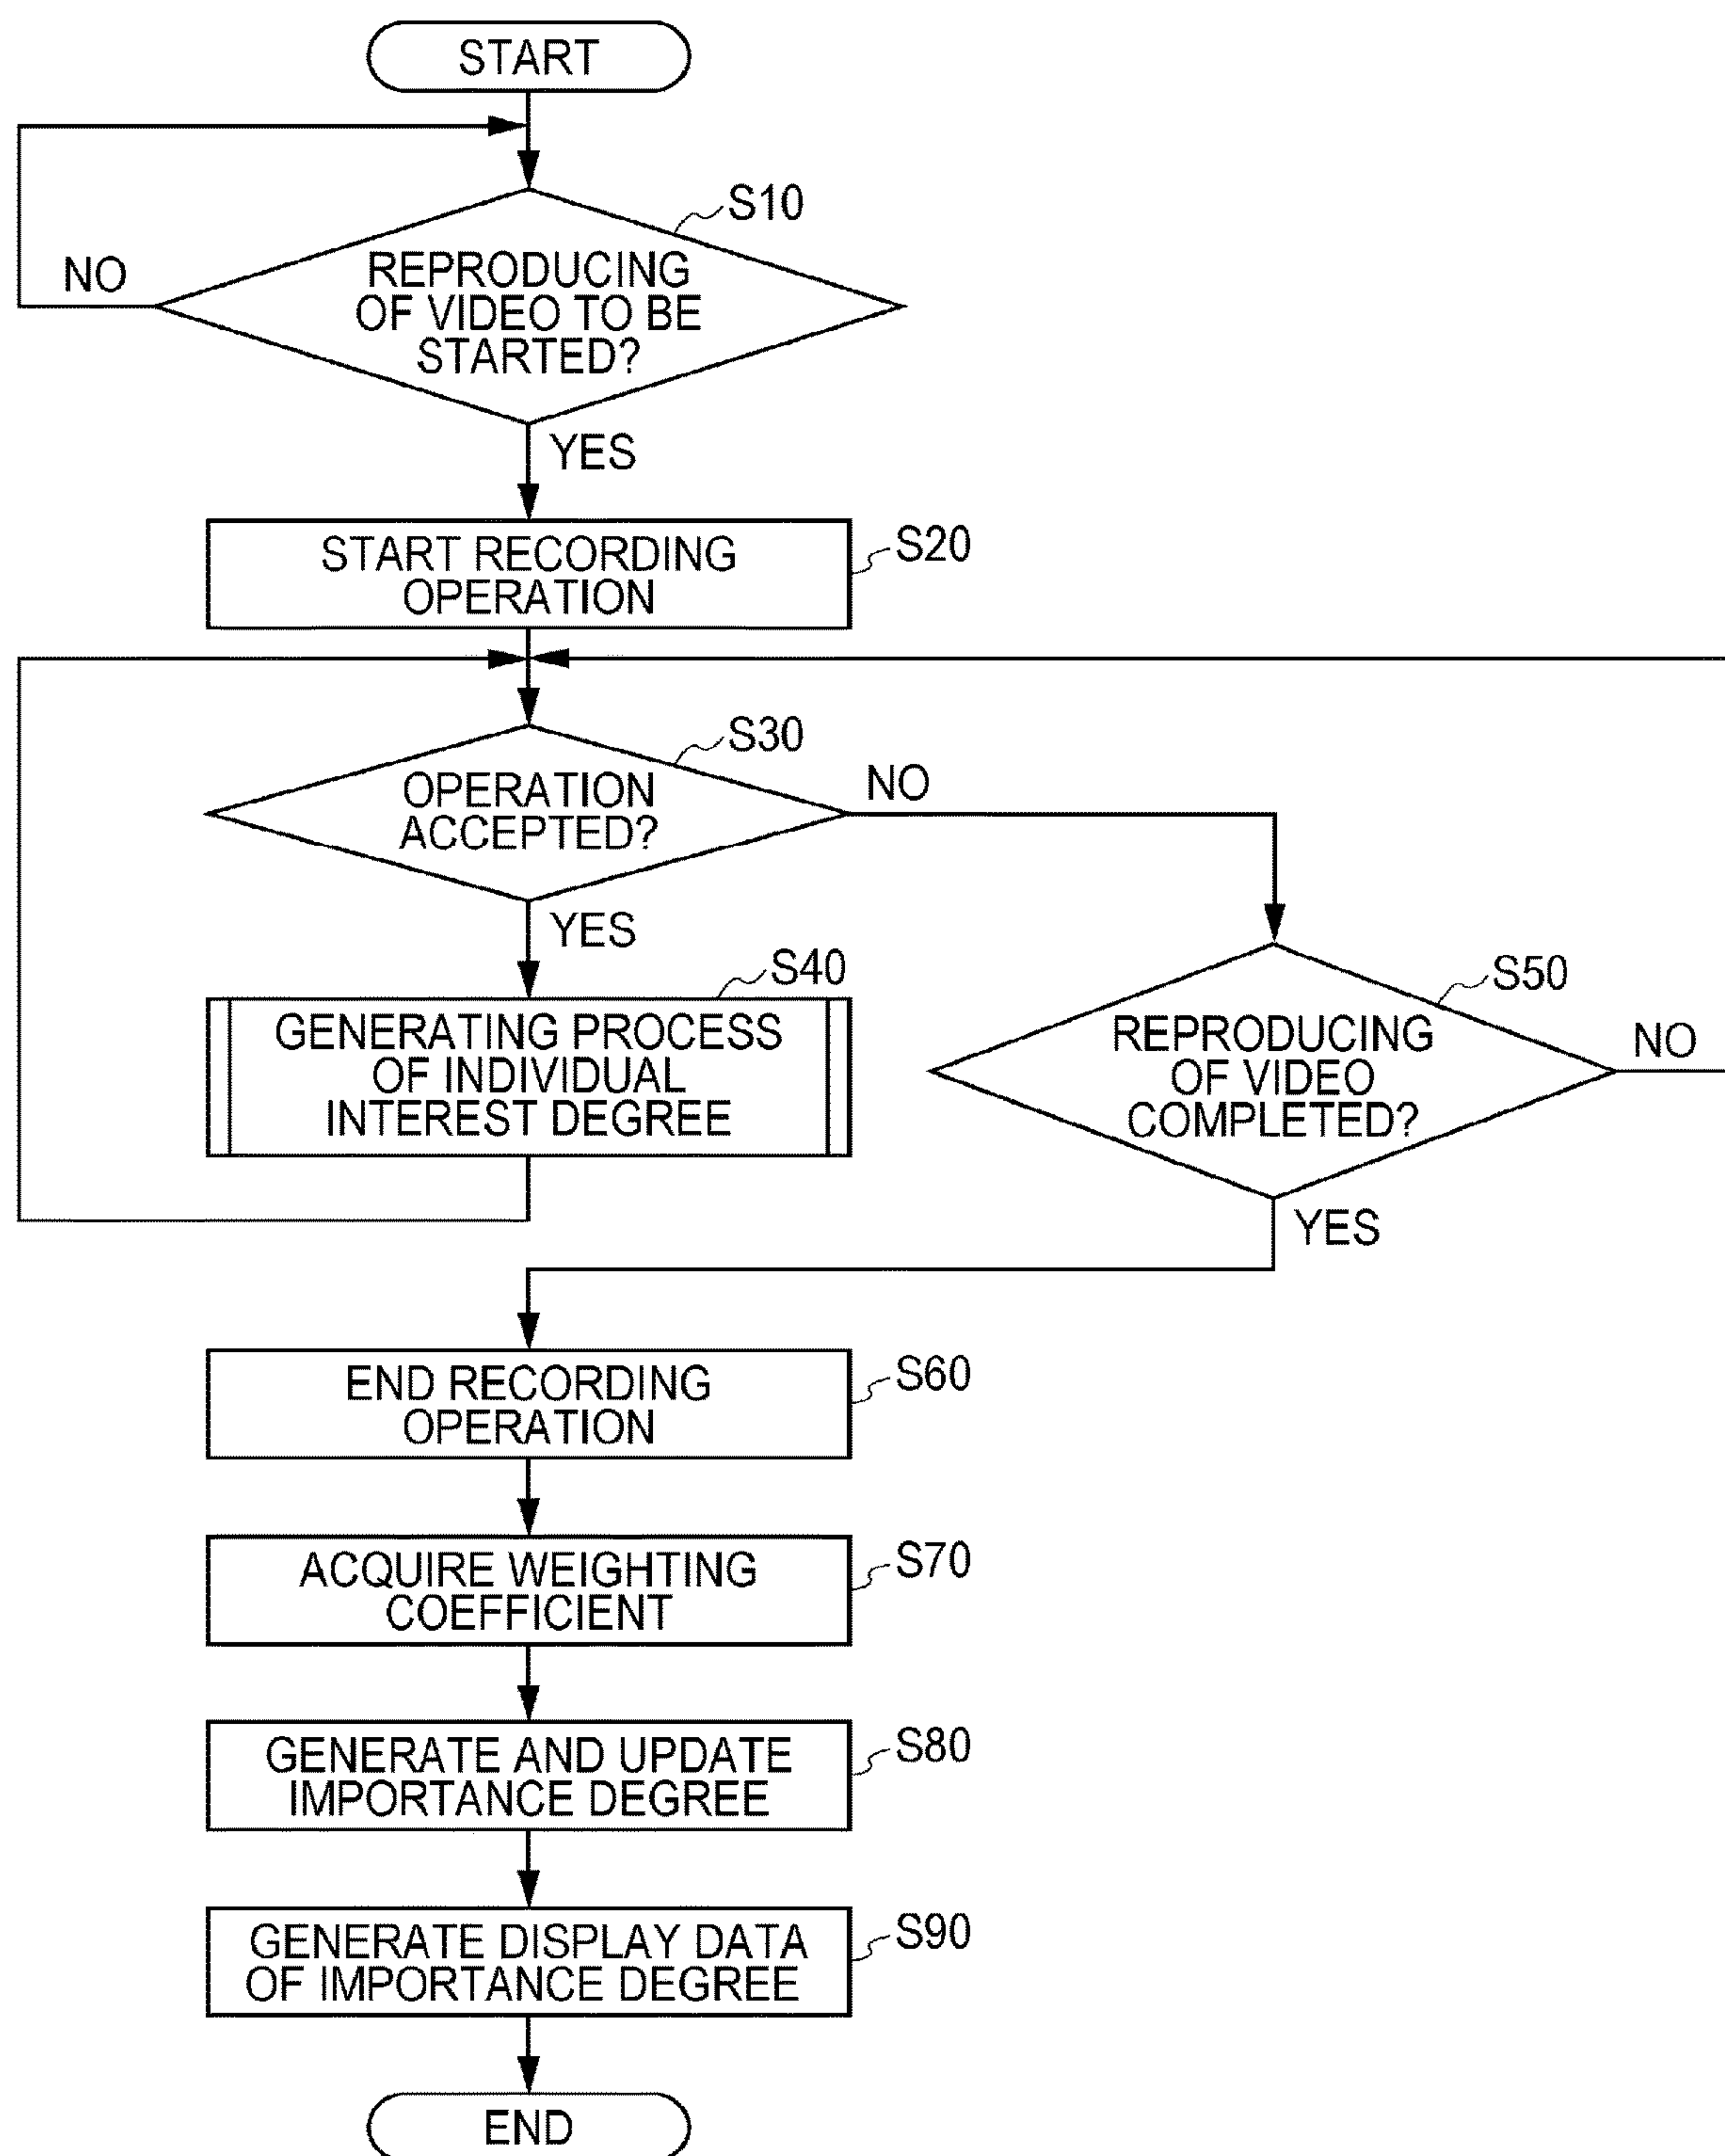 START
S10
REPRODUCING
OF VIDEO TO BE
STARTED?
NO
YES
START RECORDING
OPERATION
S20
S30
OPERATION
ACCEPTED?
NO
YES
S40
GENERATING PROCESS
OF INDIVIDUAL
INTEREST DEGREE
S50
REPRODUCING
OF VIDEO
COMPLETED?
NO
YES
END RECORDING
OPERATION
S60
ACQUIRE WEIGHTING
COEFFICIENT
S70
GENERATE AND UPDATE
IMPORTANCE DEGREE
S80
GENERATE DISPLAY DATA
OF IMPORTANCE DEGREE
S90
END